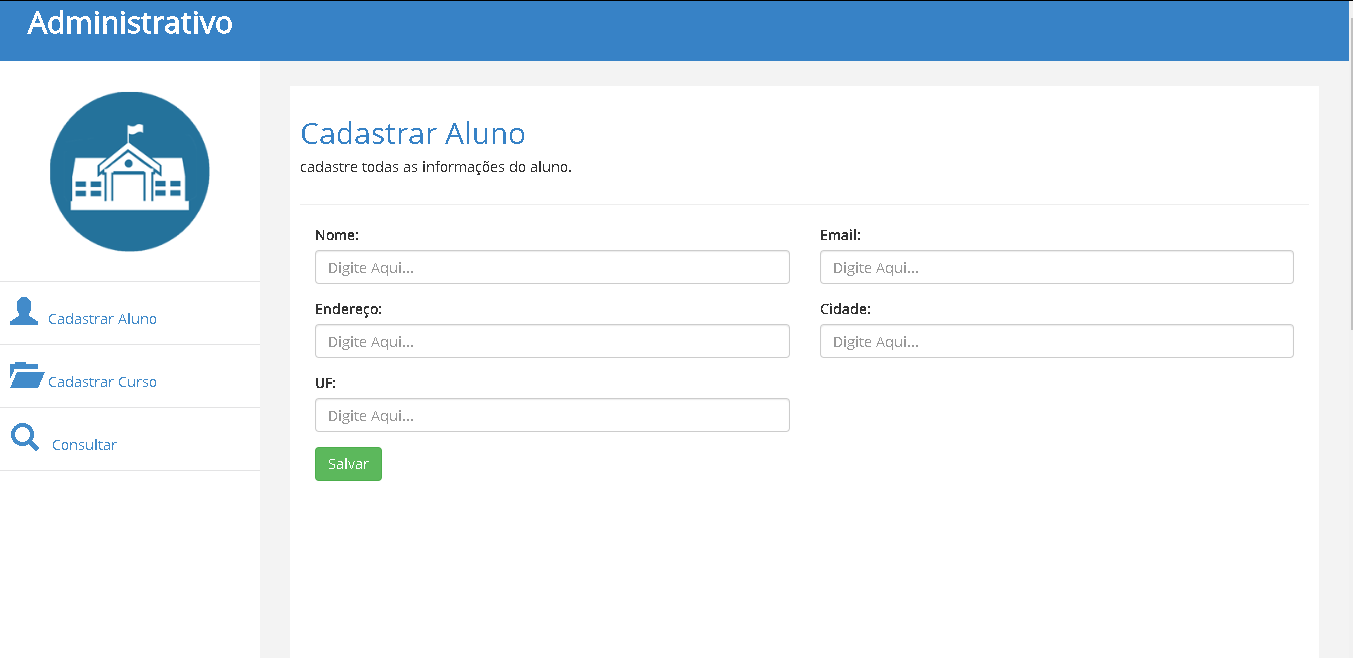 Administrativo
Cadastrar Aluno
Cadastrar Curso
Consultar
Cadastrar Aluno
cadastre todas as informações do aluno.
Nome:
Digite Aqui...
Email:
Digite Aqui...
Endereço:
Digite Aqui...
Cidade:
Digite Aqui...
UF:
Digite Aqui...
Salvar